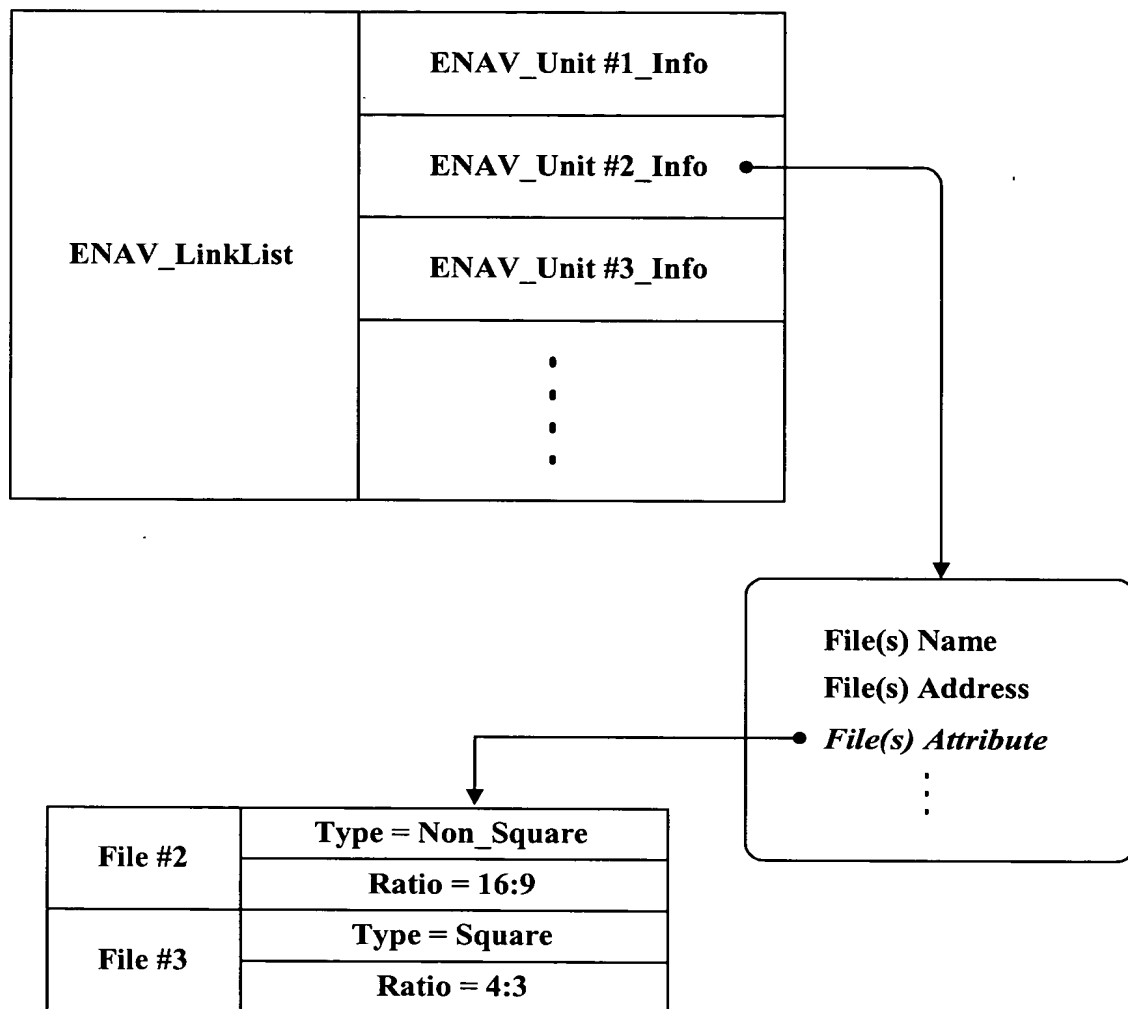 ENAV_LinkList
ENAV_Unit #1_Info
ENAV_Unit #2_Info
ENAV_Unit #3_Info
File(s) Name
File(s) Address
File(s) Attribute
File #2
Type = Non_Square
Ratio = 16:9
File #3
Type = Square
Ratio = 4:3